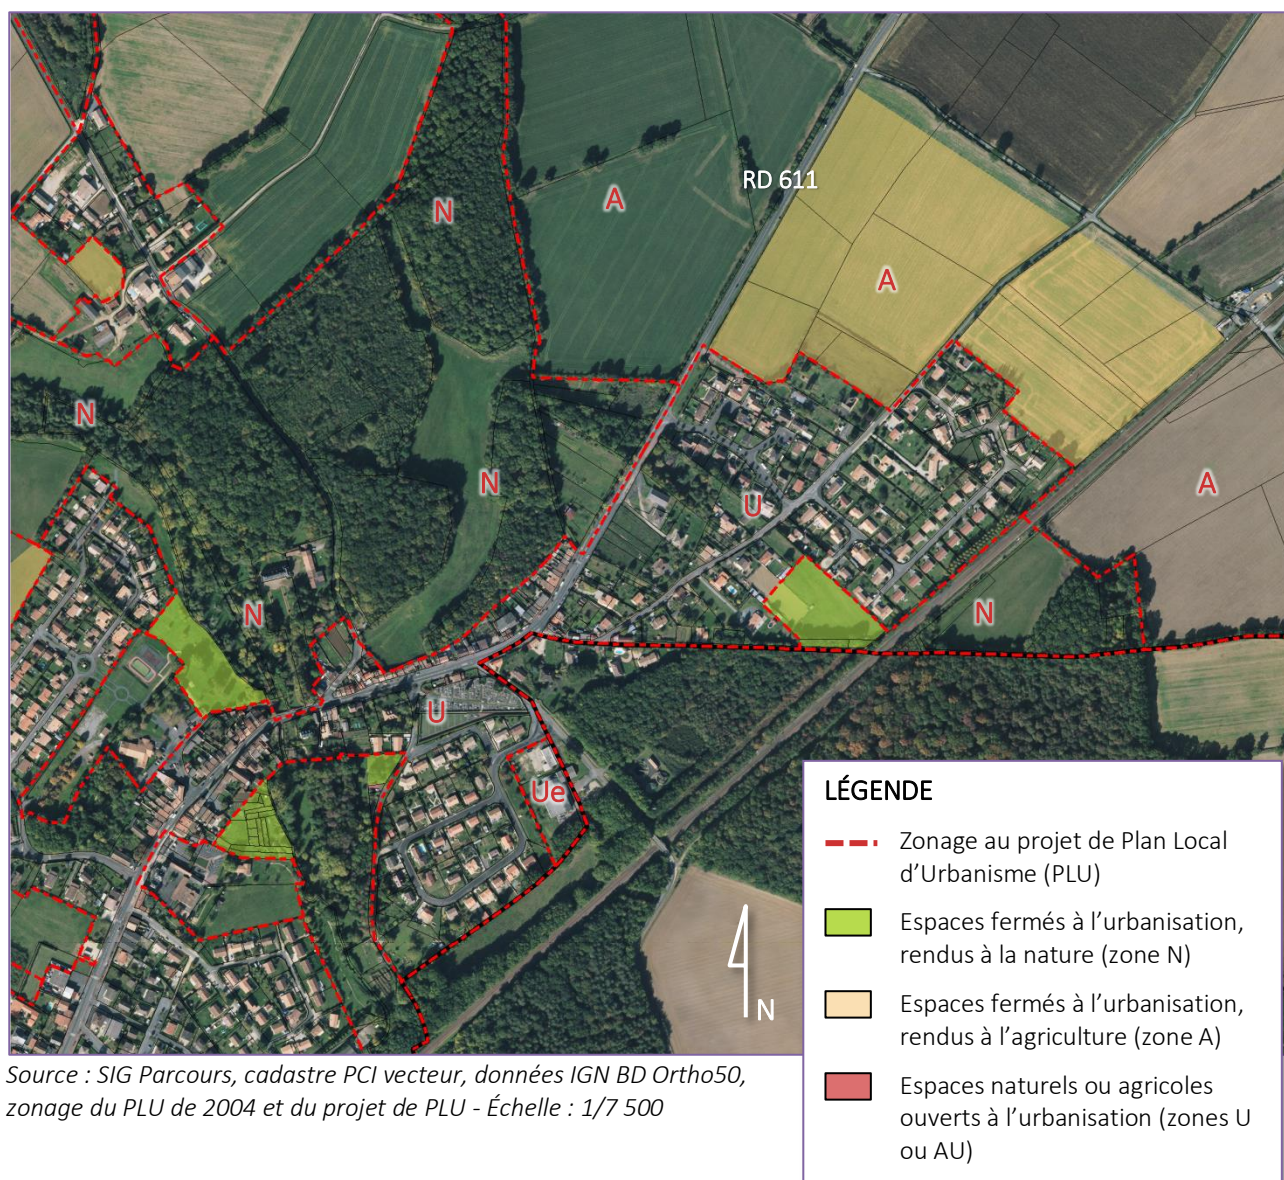 RD 611
N
A
A
N
N
U
A
N
N
U
Ue
N
LÉGENDE
Zonage au projet de Plan Local
d’Urbanisme (PLU)
Espaces fermés à l’urbanisation,
rendus à la nature (zone N)
Espaces fermés à l’urbanisation,
rendus à l’agriculture (zone A)
Espaces naturels ou agricoles
ouverts à l’urbanisation (zones U
ou AU)
Source : SIG Parcours, cadastre PCI vecteur, données IGN BD Ortho50,
zonage du PLU de 2004 et du projet de PLU - Échelle : 1/7 500